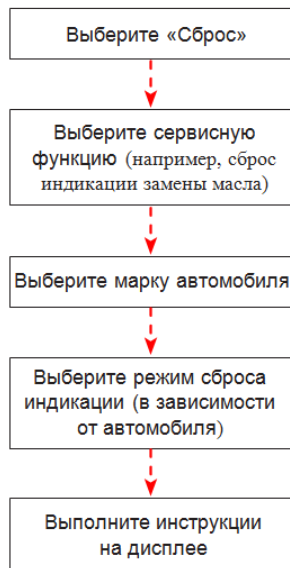 Выберите «Сброс»
Выберите сервисную
функцию (например, сброс
индикации замены масла)
Выберите марку автомобиля
Выберите режим сброса
индикации (в зависимости
от автомобиля)
Выполните инструкции
на дисплее